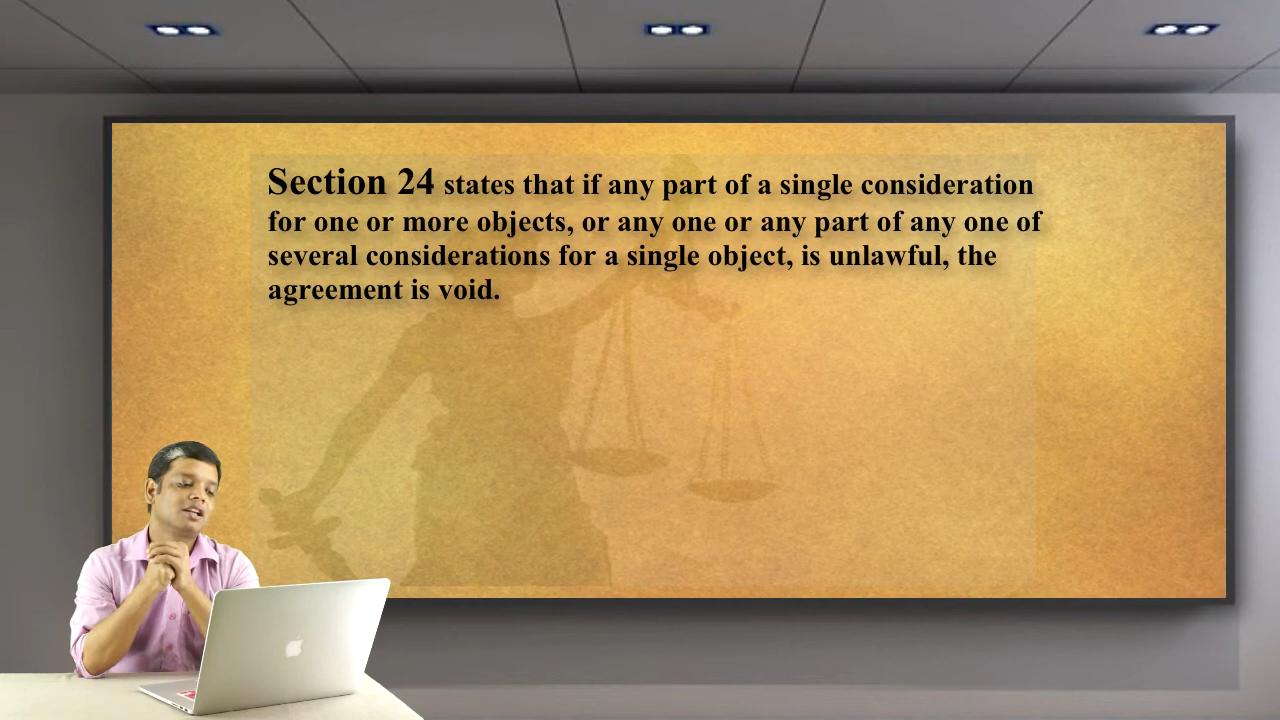 Section 24 states that if any part of a single consideration
for one or more objects, or any one or any part of any one of
several considerations for a single object, is unlawful, the
agreement is void.